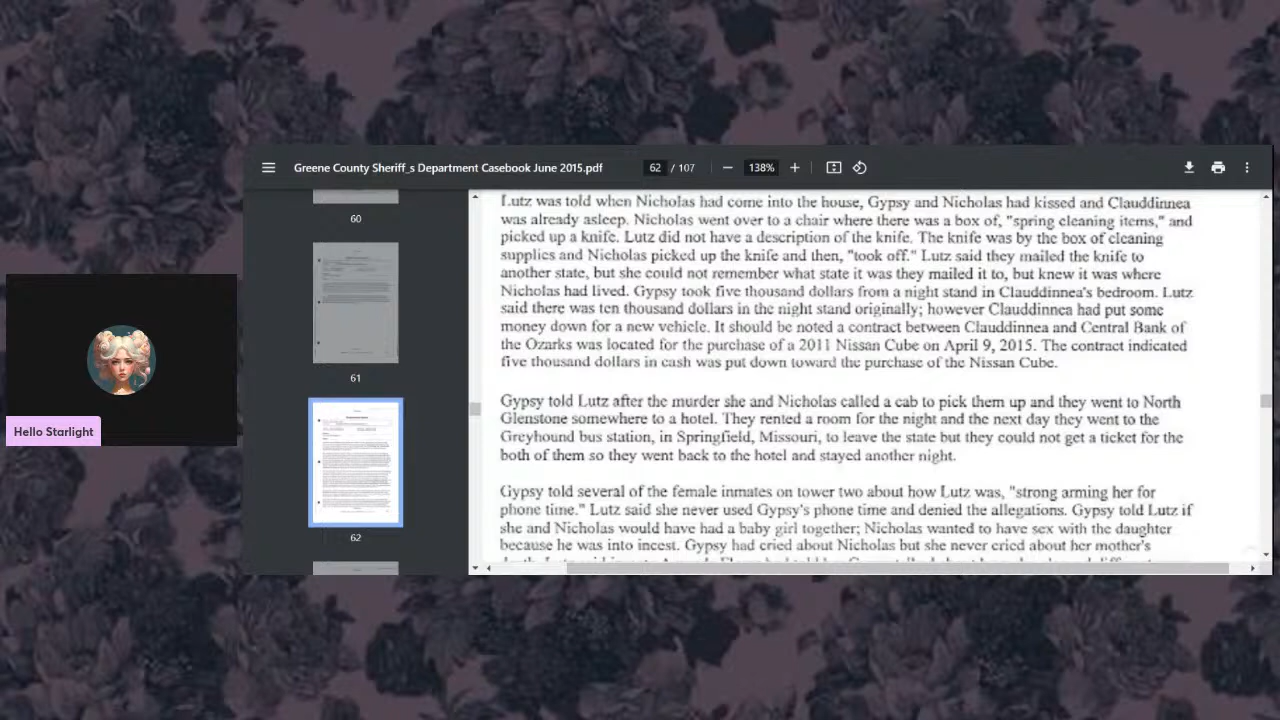 Greene County Sheriff_s Department Casebook June 2015.pdf
62 / 107
138%
60
61
62
Hello Starlight
Lutz was told when Nicholas had come into the house, Gypsy and Nicholas had kissed and Clauddinnea
was already asleep. Nicholas went over to a chair where there was a box of, "spring cleaning items," and
picked up a knife. Lutz did not have a description of the knife. The knife was by the box of cleaning
supplies and Nicholas picked up the knife and then, "took off." Lutz said they mailed the knife to
another state, but she could not remember what state it was they mailed it to, but knew it was where
Nicholas had lived. Gypsy took five thousand dollars from a night stand in Clauddinnea's bedroom. Lutz
said there was ten thousand dollars in the night stand originally; however Clauddinnea had put some
money down for a new vehicle. It should be noted a contract between Clauddinnea and Central Bank of
the Ozarks was located for the purchase of a 2011 Nissan Cube on April 9, 2015. The contract indicated
five thousand dollars in cash was put down toward the purchase of the Nissan Cube.
Gypsy told Lutz after the murder she and Nicholas called a cab to pick them up and they went to North
Glenstone somewhere to a hotel. They rented a room for the night and the next day they went to the
Greyhound bus station, in Springfield, Missouri, to leave the state but they could not get a ticket for the
both of them so they went back to the hotel and stayed another night.
Gypsy told several of the female inmates on tower two about how Lutz was, "strong arming her for
phone time." Lutz said she never used Gypsy's phone time and denied the allegations. Gypsy told Lutz if
she and Nicholas would have had a baby girl together; Nicholas wanted to have sex with the daughter
because he was into incest. Gypsy had cried about Nicholas but she never cried about her mother's